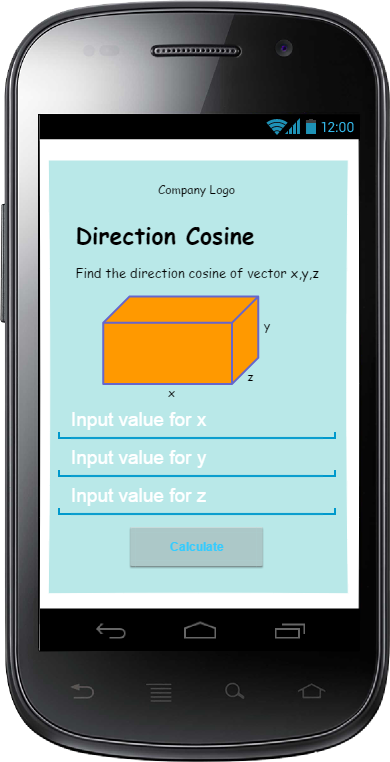 12:00
Company Logo
Direction Cosine
Find the direction cosine of vector x,y,z
y
z
x
Input value for x
Input value for y
Input value for z
Calculate